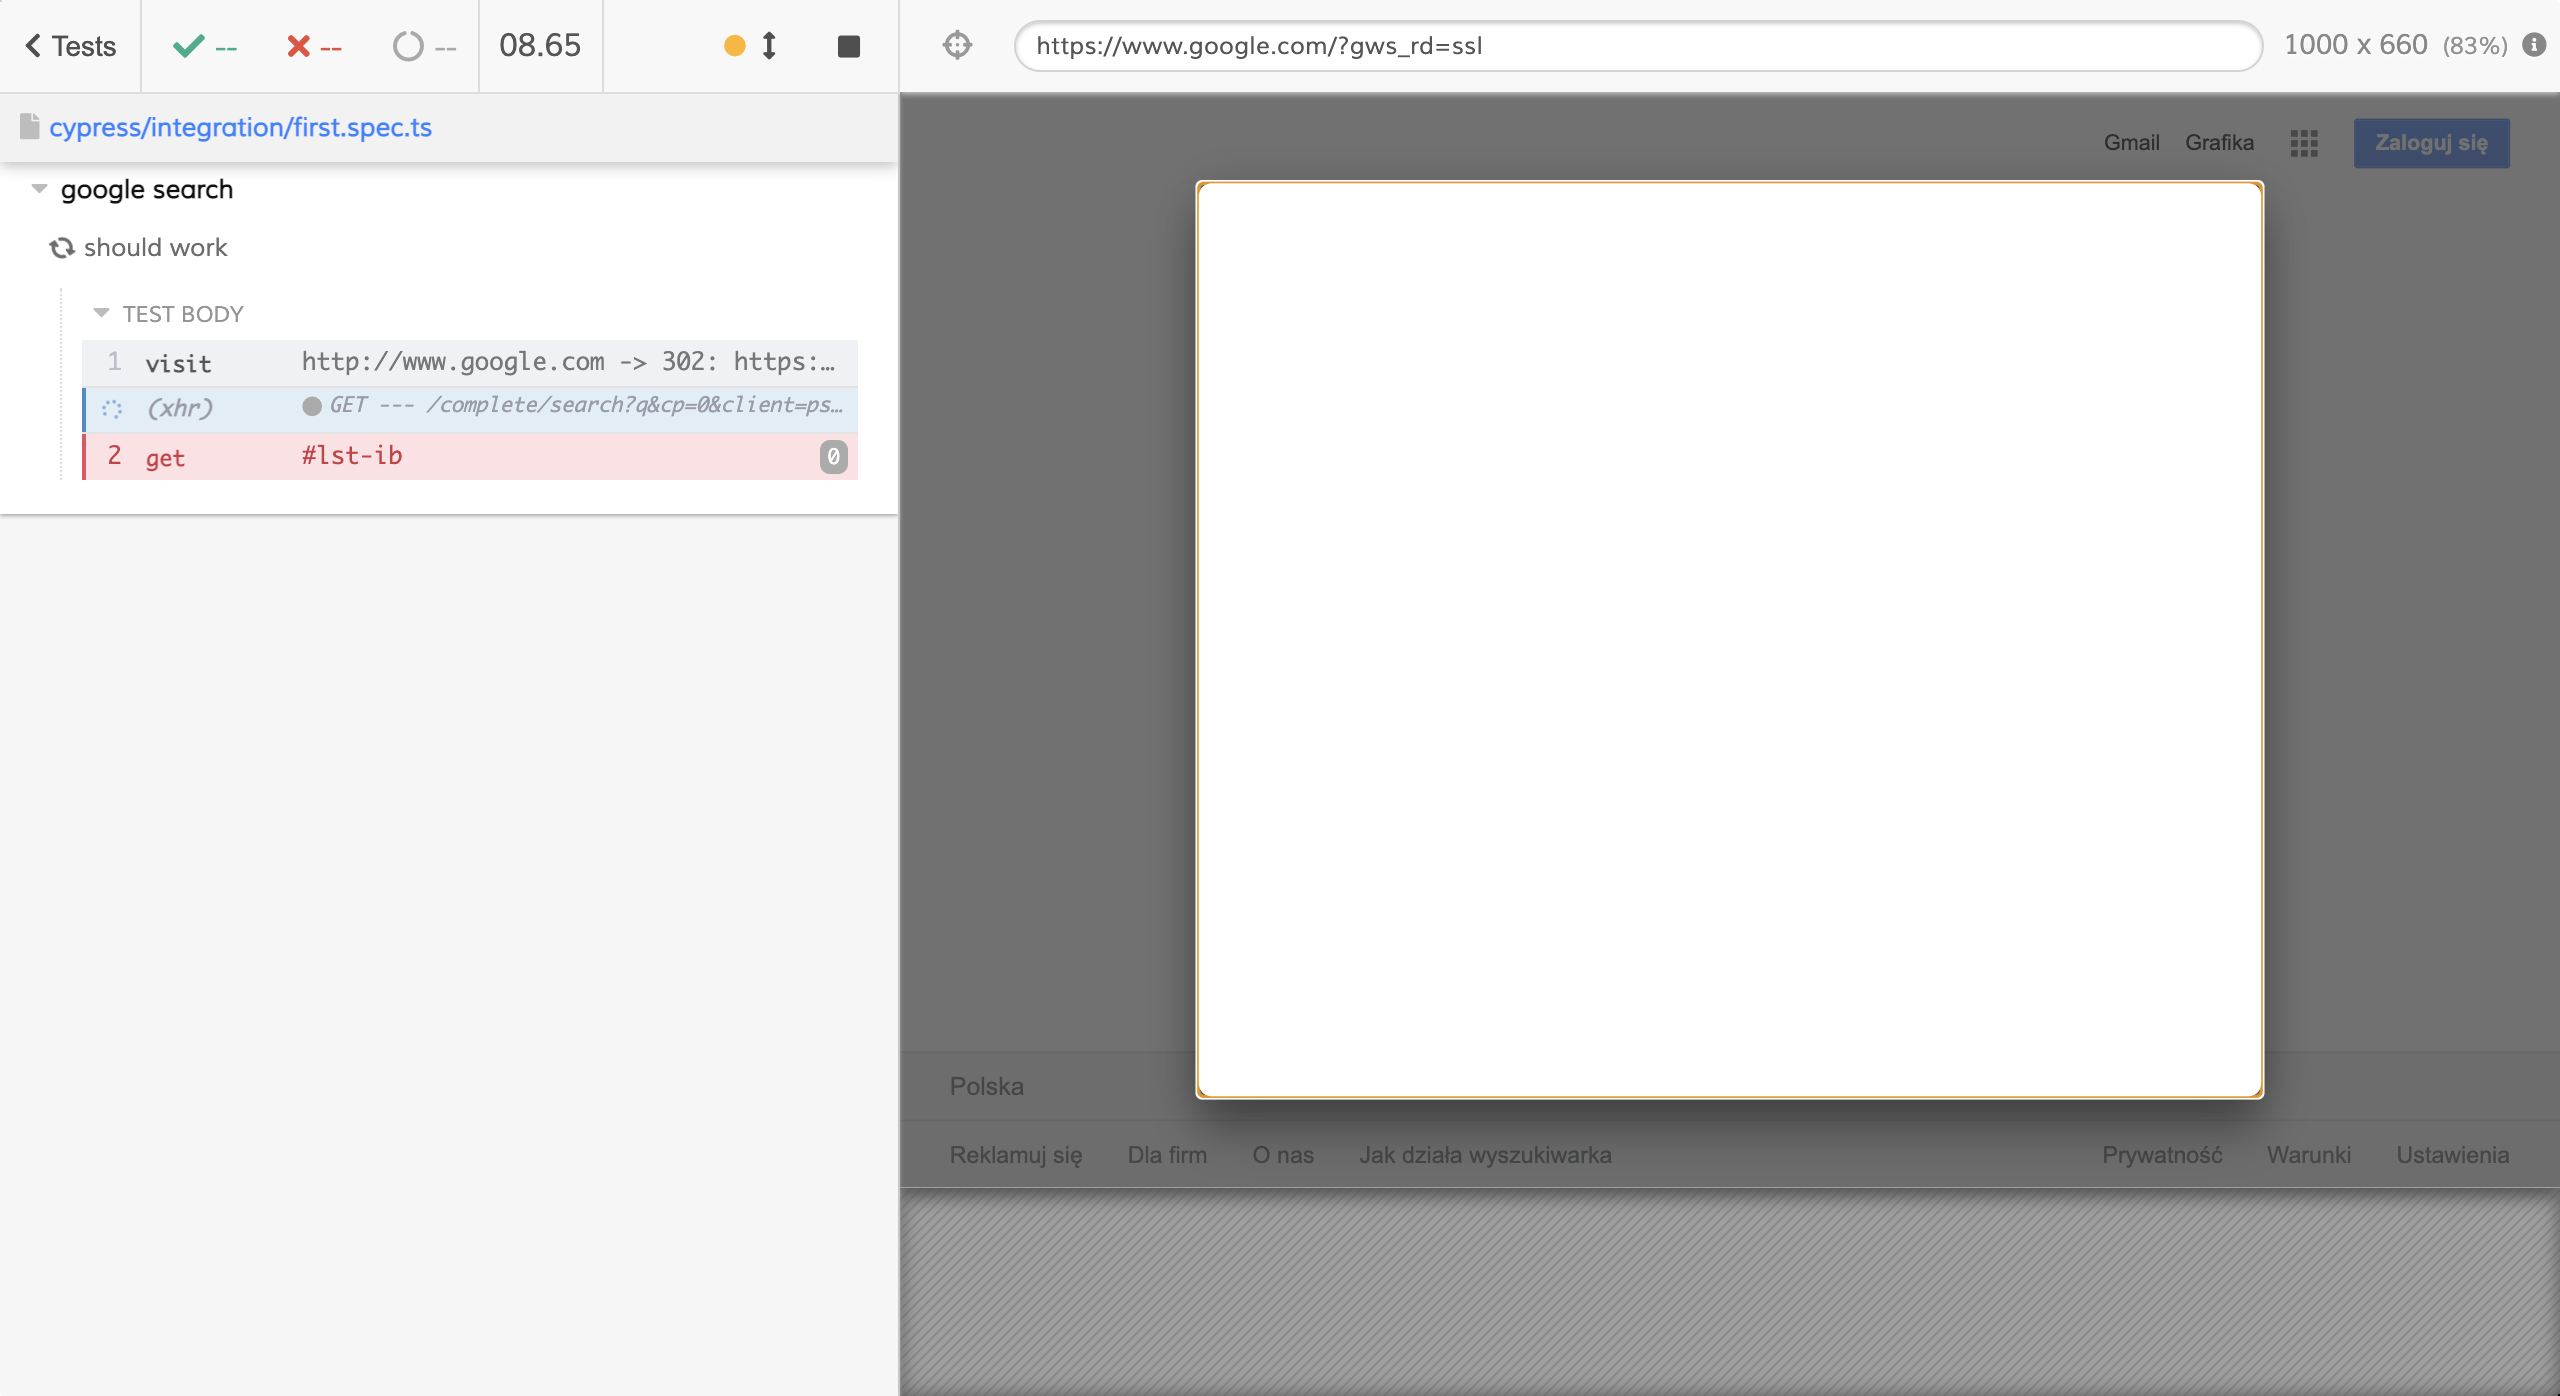 Tests -- -- -- 08.65
https://www.google.com/?gws_rd=ssl 1000 x 660 (83%)
cypress/integration/first.spec.ts
google search
should work
TEST BODY
1 visit http://www.google.com -> 302: https:…
(xhr) GET --- /complete/search?q&cp=0&client=ps…
2 get #lst-ib 0
Gmail Grafika Zaloguj się
Polska
Reklamuj się Dla firm O nas Jak działa wyszukiwarka Prywatność Warunki Ustawienia